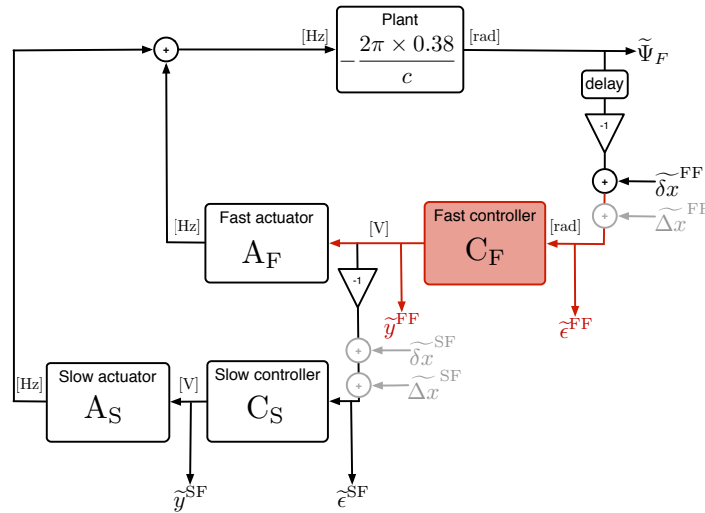 Plant
[Hz]
[rad]
+
− 2π × 0.38
c
Ψ̃_F
delay
-1
+
δ̃x^FF
Fast actuator
[V]
Fast controller
[rad]
+
Δ̃x^FF
[Hz]
A_F
C_F
-1
ỹ^FF
ϵ̃^FF
+
δ̃x^SF
Slow actuator
Slow controller
+
Δ̃x^SF
[Hz]
[V]
A_S
C_S
ỹ^SF
ϵ̃^SF